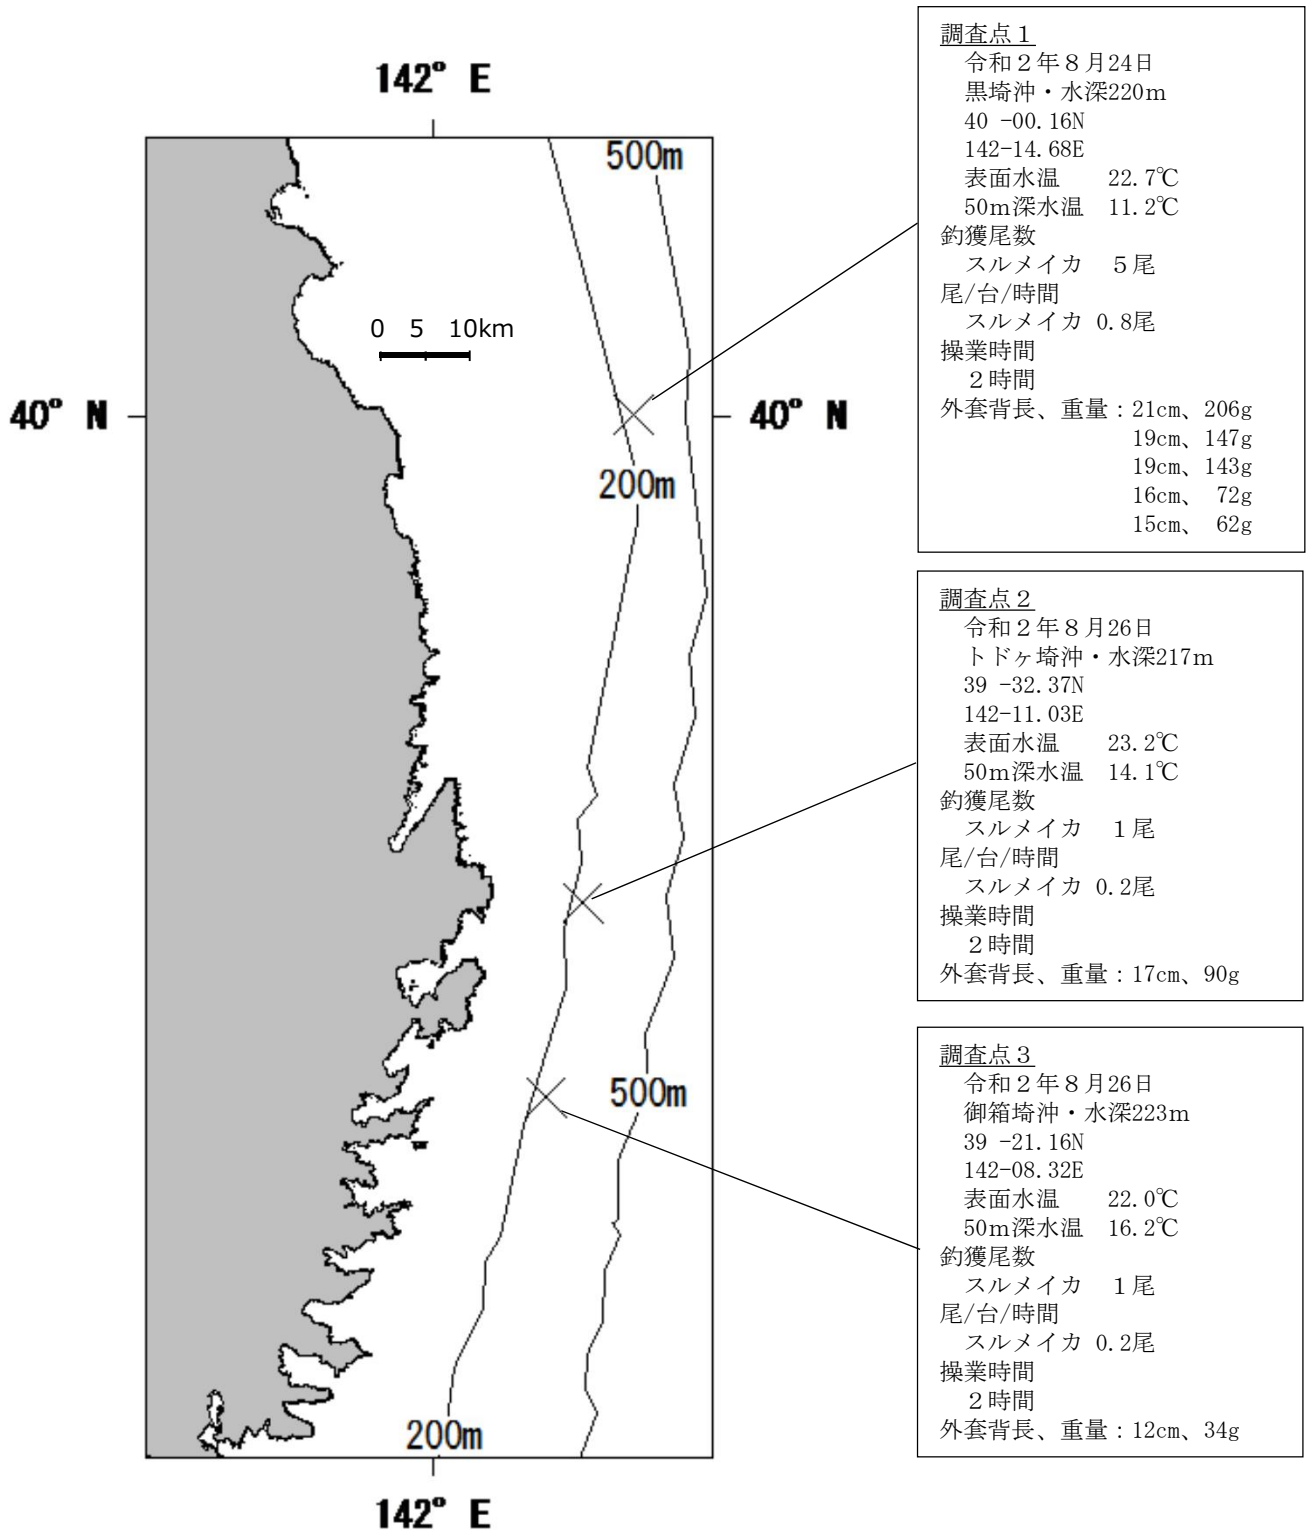 142° E
500m
0 5 10km
40° N
40° N
200m
500m
200m
142° E
調査点１
令和２年８月24日
黒埼沖・水深220m
40 -00.16N
142-14.68E
表面水温 22.7℃
50m深水温 11.2℃
釣獲尾数
スルメイカ ５尾
尾/台/時間
スルメイカ 0.8尾
操業時間
２時間
外套背長、重量：21cm、206g
19cm、147g
19cm、143g
16cm、 72g
15cm、 62g
調査点２
令和２年８月26日
トドヶ埼沖・水深217m
39 -32.37N
142-11.03E
表面水温 23.2℃
50m深水温 14.1℃
釣獲尾数
スルメイカ １尾
尾/台/時間
スルメイカ 0.2尾
操業時間
２時間
外套背長、重量：17cm、90g
調査点３
令和２年８月26日
御箱埼沖・水深223m
39 -21.16N
142-08.32E
表面水温 22.0℃
50m深水温 16.2℃
釣獲尾数
スルメイカ １尾
尾/台/時間
スルメイカ 0.2尾
操業時間
２時間
外套背長、重量：12cm、34g